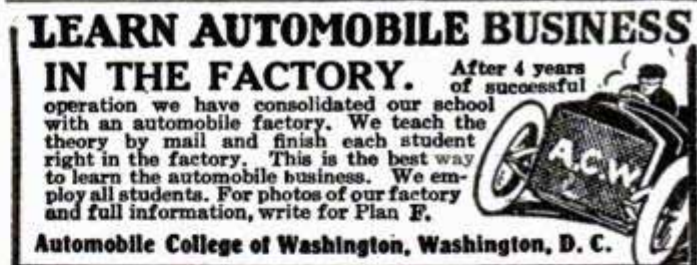 LEARN AUTOMOBILE BUSINESS
IN THE FACTORY. After 4 years
of successful
operation we have consolidated our school
with an automobile factory. We teach the
theory by mail and finish each student
right in the factory. This is the best way
to learn the automobile business. We em-
ploy all students. For photos of our factory
and full information, write for Plan F.
A.C.W.
Automobile College of Washington, Washington, D. C.